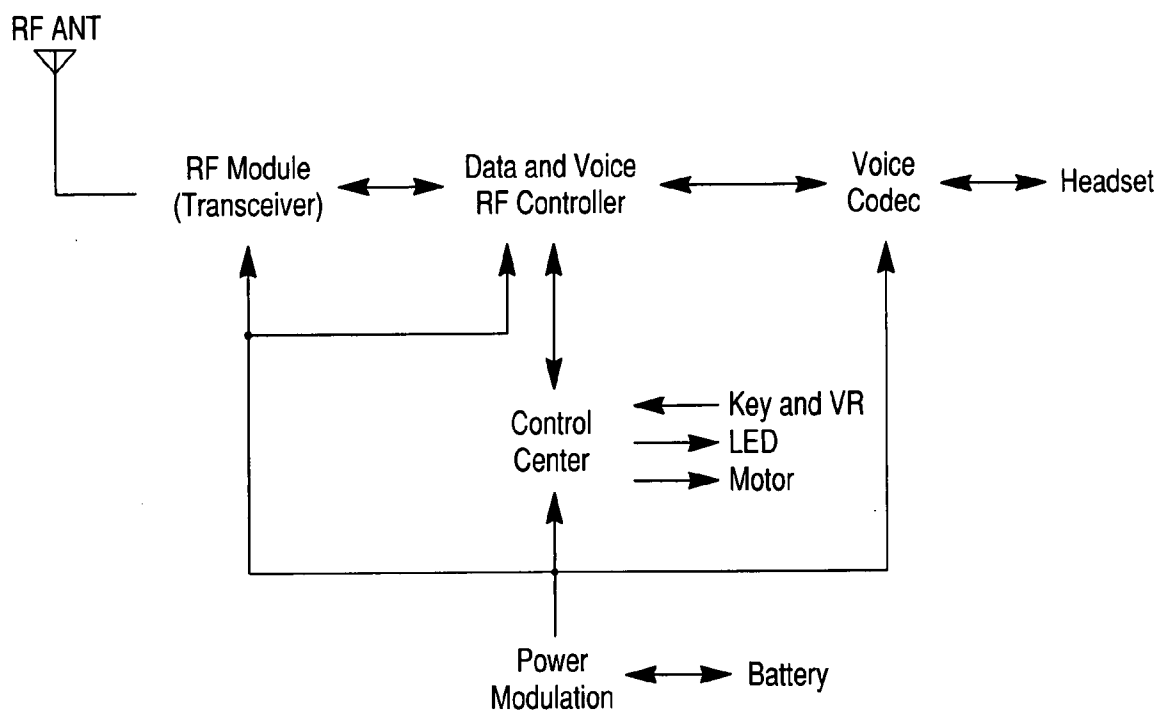 RF ANT
RF Module
(Transceiver)
Data and Voice
RF Controller
Voice
Codec
Headset
Control
Center
Key and VR
LED
Motor
Power
Modulation
Battery